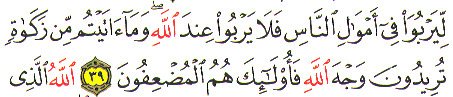 لِّيَرْبُوَا۟ فِىٓ أَمْوَٰلِ ٱلنَّاسِ فَلَا يَرْبُوا۟ عِندَ ٱللَّهِ ۖ وَمَآ ءَاتَيْتُم مِّن زَكَوٰةٍ
تُرِيدُونَ وَجْهَ ٱللَّهِ فَأُو۟لَٰٓئِكَ هُمُ ٱلْمُضْعِفُونَ ٣٩ ٱللَّهُ ٱلَّذِى